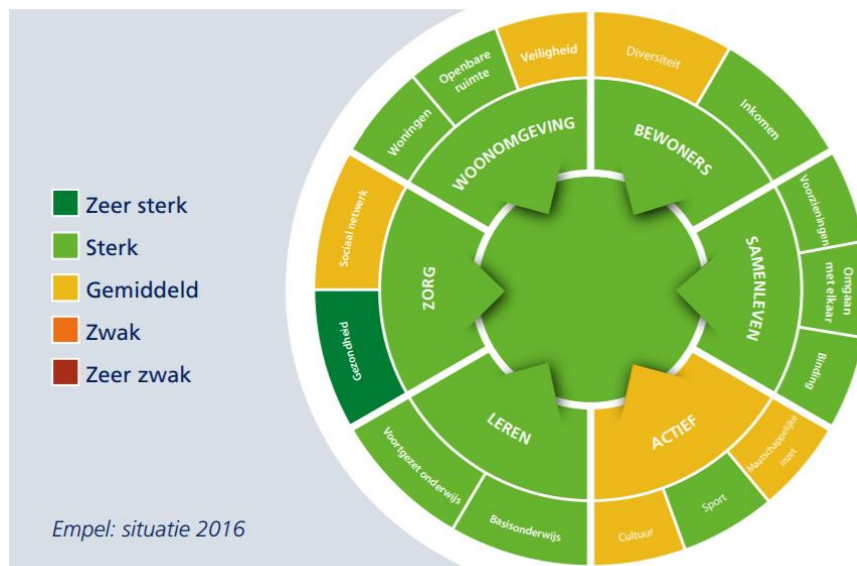 Zeer sterk
Sterk
Gemiddeld
Zwak
Zeer zwak
Empel: situatie 2016
WOONOMGEVING
Woningen
Openbare
ruimte
Veiligheid
BEWONERS
Diversiteit
Inkomen
SAMENLEVEN
Voorzieningen
Omgaan
met elkaar
Binding
ACTIEF
Maatschappelijke
inzet
Sport
Cultuur
LEREN
Basisonderwijs
Voortgezet onderwijs
ZORG
Gezondheid
Sociaal netwerk